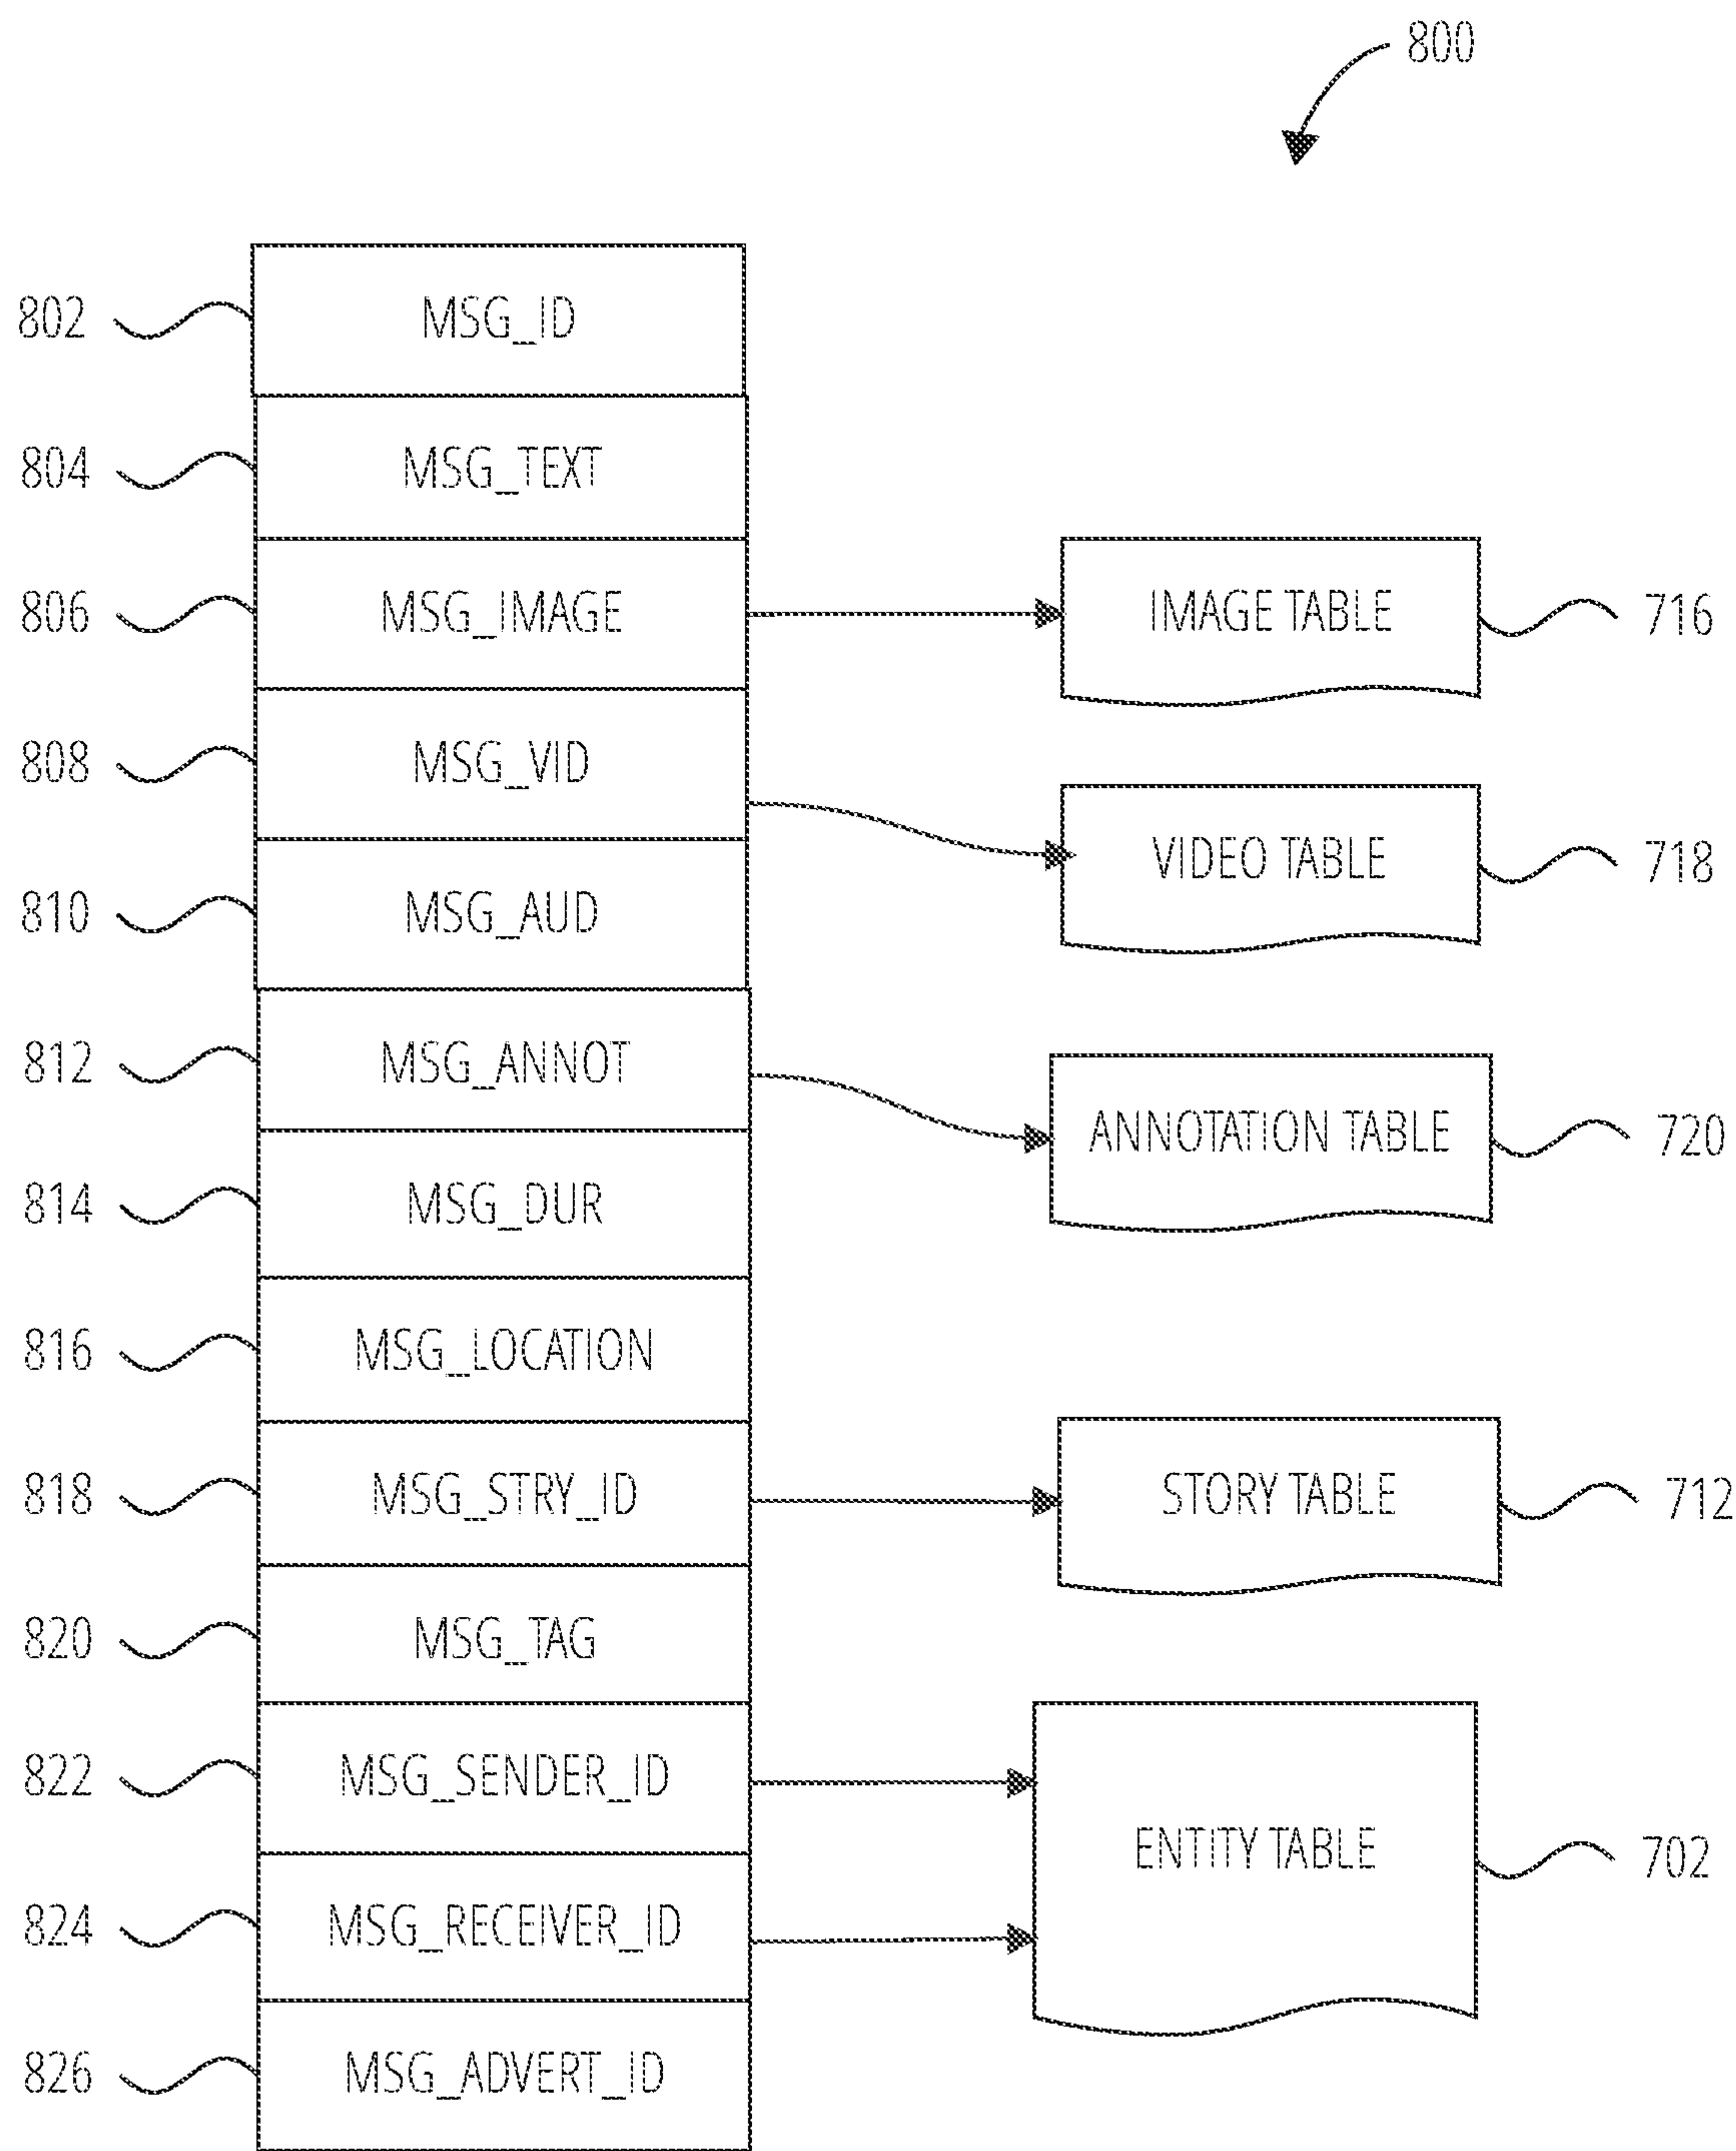 800
802 MSG_ID
804 MSG_TEXT
806 MSG_IMAGE IMAGE TABLE 716
808 MSG_VID
VIDEO TABLE 718
810 MSG_AUD
812 MSG_ANNOT
ANNOTATION TABLE 720
814 MSG_DUR
816 MSG_LOCATION
818 MSG_STRY_ID STORY TABLE 712
820 MSG_TAG
822 MSG_SENDER_ID
ENTITY TABLE 702
824 MSG_RECEIVER_ID
826 MSG_ADVERT_ID